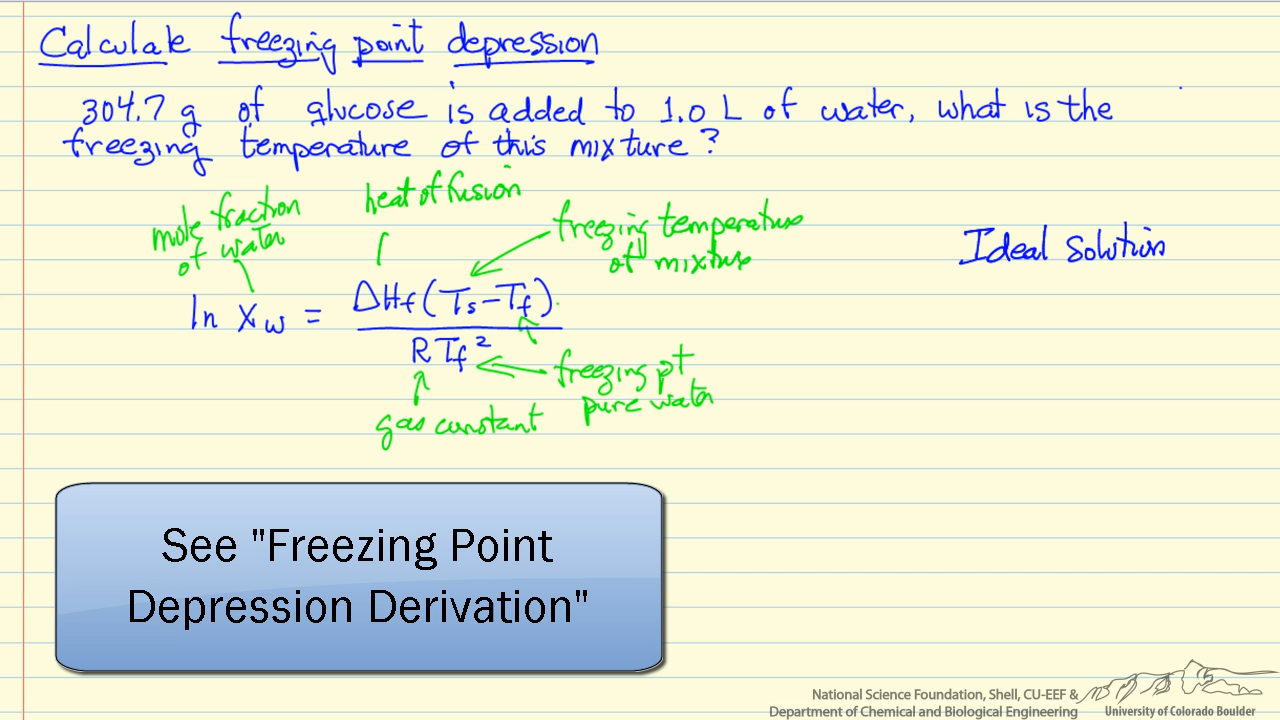 Calculate freezing point depression
304.7 g of glucose is added to 1.0 L of water, what is the
freezing temperature of this mixture?
heat of fusion
mole fraction
of water
freezing temperature
of mixture
Ideal solution
ln Xw = ΔHf (Ts - Tf)
R Tf²
freezing pt
pure water
gas constant
See "Freezing Point
Depression Derivation"
National Science Foundation, Shell, CU-EEF &
Department of Chemical and Biological Engineering
University of Colorado Boulder